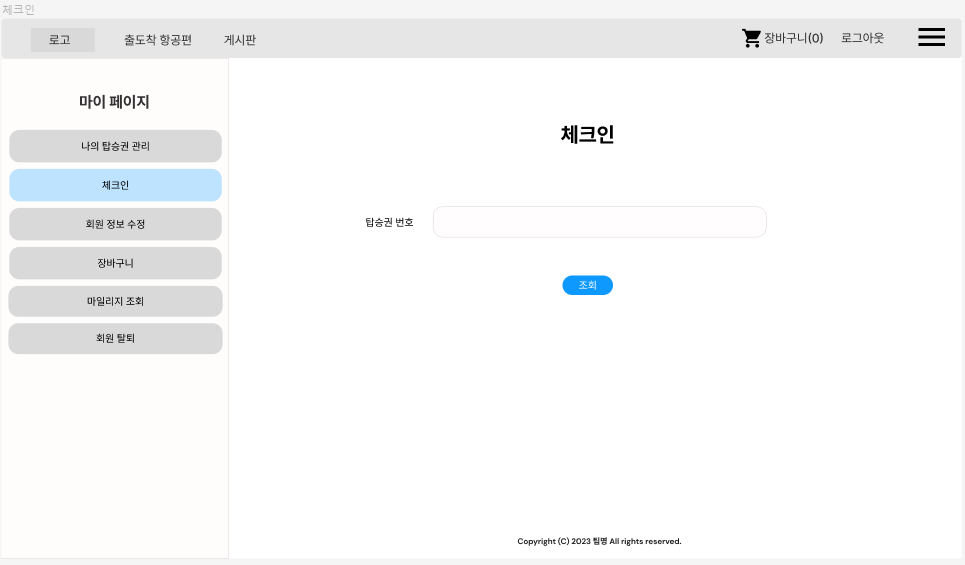 체크인
로고 출도착 항공편 게시판 장바구니(0) 로그아웃
마이 페이지
나의 탑승권 관리
체크인
회원 정보 수정
장바구니
마일리지 조회
회원 탈퇴
체크인
탑승권 번호
조회
Copyright (C) 2023 팀명 All rights reserved.